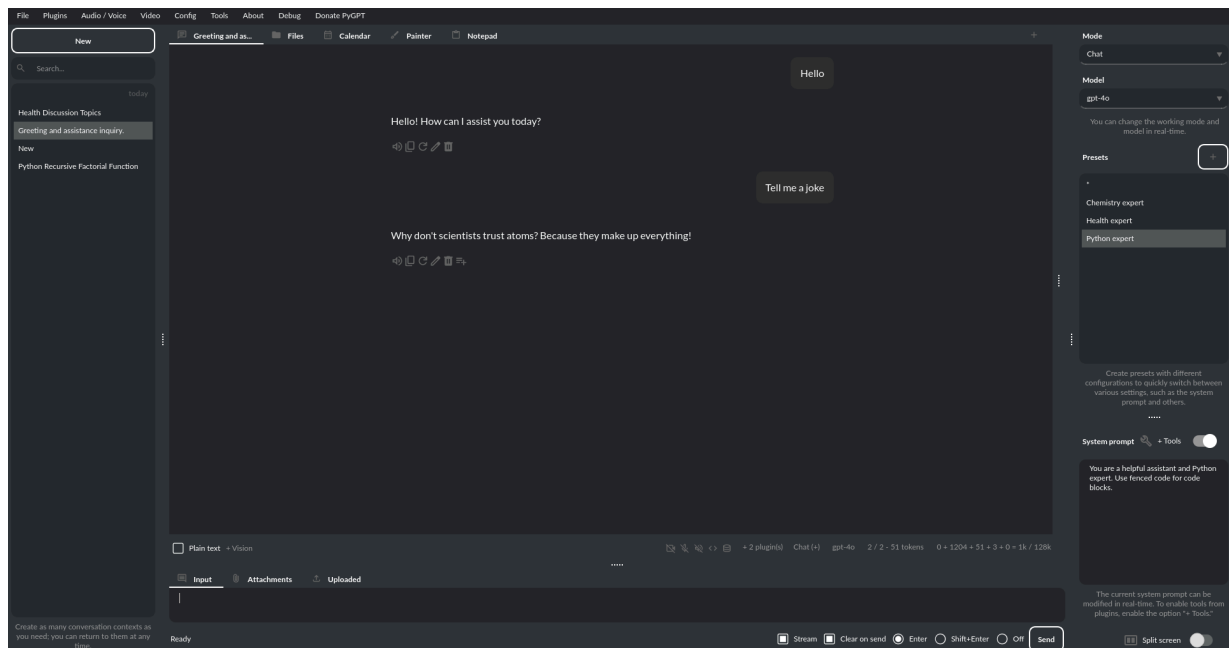 File Plugins Audio / Voice Video Config Tools About Debug Donate PyGPT
New
Search...
today
Health Discussion Topics
Greeting and assistance inquiry.
New
Python Recursive Factorial Function
Create as many conversation contexts as
you need; you can return to them at any
time.
Greeting and as... Files Calendar Painter Notepad +
Hello
Hello! How can I assist you today?
Tell me a joke
Why don't scientists trust atoms? Because they make up everything!
Plain text + Vision
+ 2 plugin(s) Chat (+) gpt-4o 2 / 2 - 51 tokens 0 + 1204 + 51 + 3 + 0 = 1k / 128k
Input Attachments Uploaded
Ready
Stream Clear on send Enter Shift+Enter Off Send
Mode
Chat
Model
gpt-4o
You can change the working mode and
model in real-time.
Presets +
*
Chemistry expert
Health expert
Python expert
Create presets with different
configurations to quickly switch between
various settings, such as the system
prompt and others.
System prompt + Tools
You are a helpful assistant and Python
expert. Use fenced code for code
blocks.
The current system prompt can be
modified in real-time. To enable tools from
plugins, enable the option "+ Tools."
Split screen